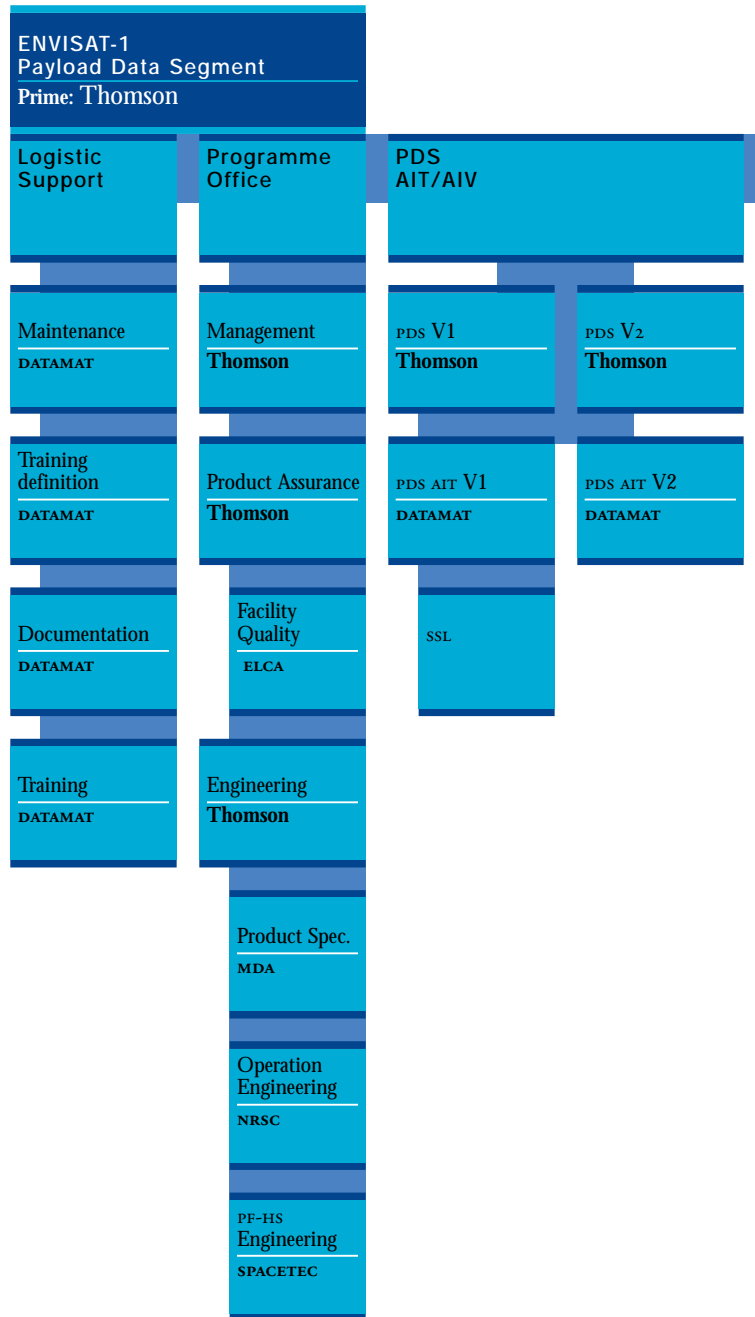 ENVISAT-1
Payload Data Segment
Prime: Thomson
Logistic
Support
Maintenance
DATAMAT
Training
definition
DATAMAT
Documentation
DATAMAT
Training
DATAMAT
Programme
Office
Management
Thomson
Product Assurance
Thomson
Facility
Quality
ELCA
Engineering
Thomson
Product Spec.
MDA
Operation
Engineering
NRSC
PF-HS
Engineering
SPACETEC
PDS
AIT/AIV
PDS V1
Thomson
PDS V2
Thomson
PDS AIT V1
DATAMAT
PDS AIT V2
DATAMAT
SSL